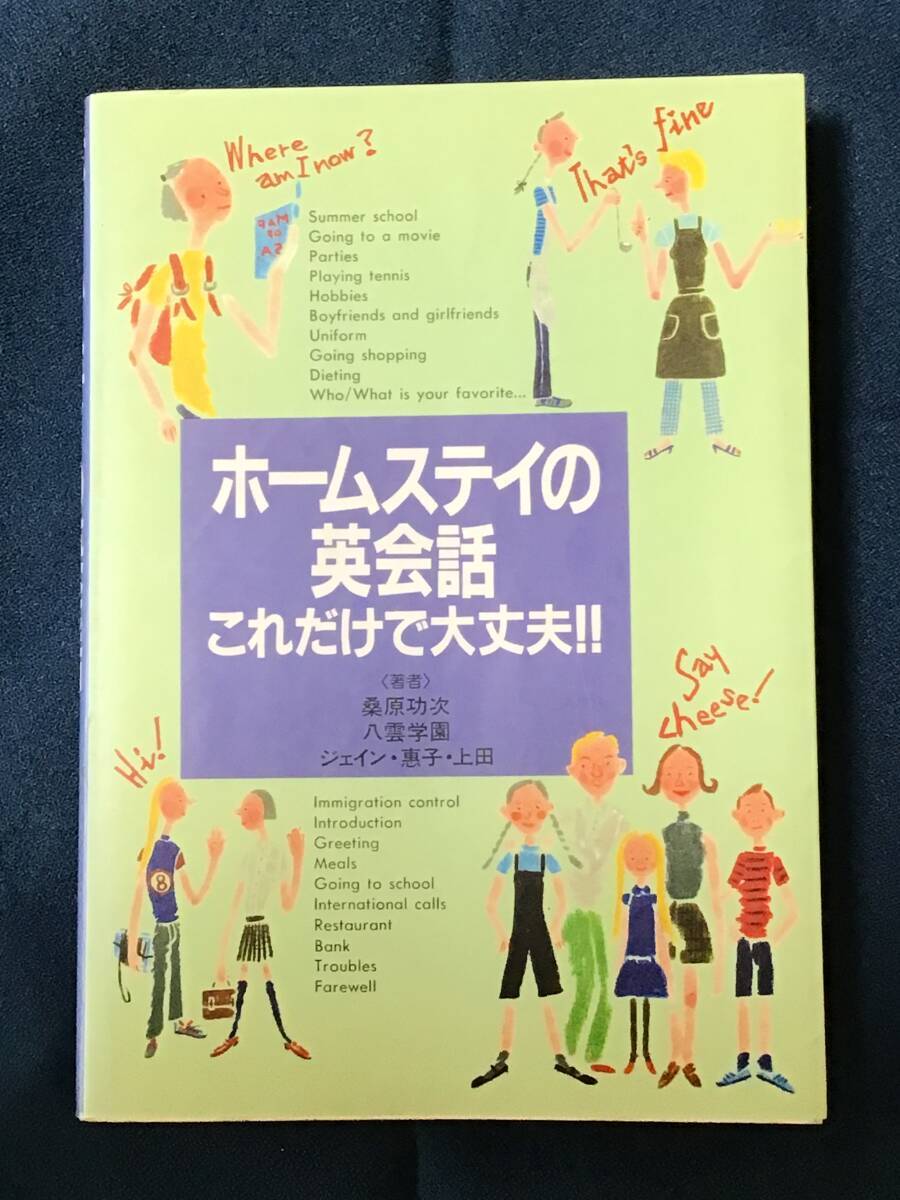 Where
am I now?
That's fine
Summer school
Going to a movie
Parties
Playing tennis
Hobbies
Boyfriends and girlfriends
Uniform
Going shopping
Dieting
Who/What is your favorite...
ホームステイの
英会話
これだけで大丈夫!!
〈著者〉
桑原功次
八雲学園
ジェイン・惠子・上田
Say
cheese!
Hi!
Immigration control
Introduction
Greeting
Meals
Going to school
International calls
Restaurant
Bank
Troubles
Farewell
8